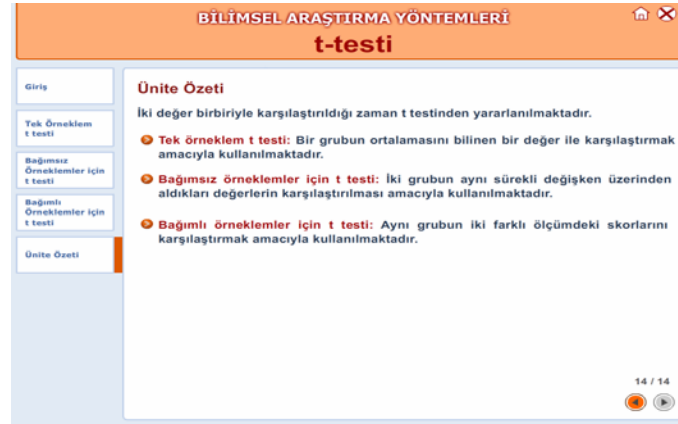 BİLİMSEL ARAŞTIRMA YÖNTEMLERİ
t-testi
Giriş
Tek Örneklem
t testi
Bağımsız
Örneklemler için
t testi
Bağımlı
Örneklemler için
t testi
Ünite Özeti
Ünite Özeti
İki değer birbiriyle karşılaştırıldığı zaman t testinden yararlanılmaktadır.
Tek örneklem t testi: Bir grubun ortalamasını bilinen bir değer ile karşılaştırmak
amacıyla kullanılmaktadır.
Bağımsız örneklemler için t testi: İki grubun aynı sürekli değişken üzerinden
aldıkları değerlerin karşılaştırılması amacıyla kullanılmaktadır.
Bağımlı örneklemler için t testi: Aynı grubun iki farklı ölçümdeki skorlarını
karşılaştırmak amacıyla kullanılmaktadır.
14 / 14